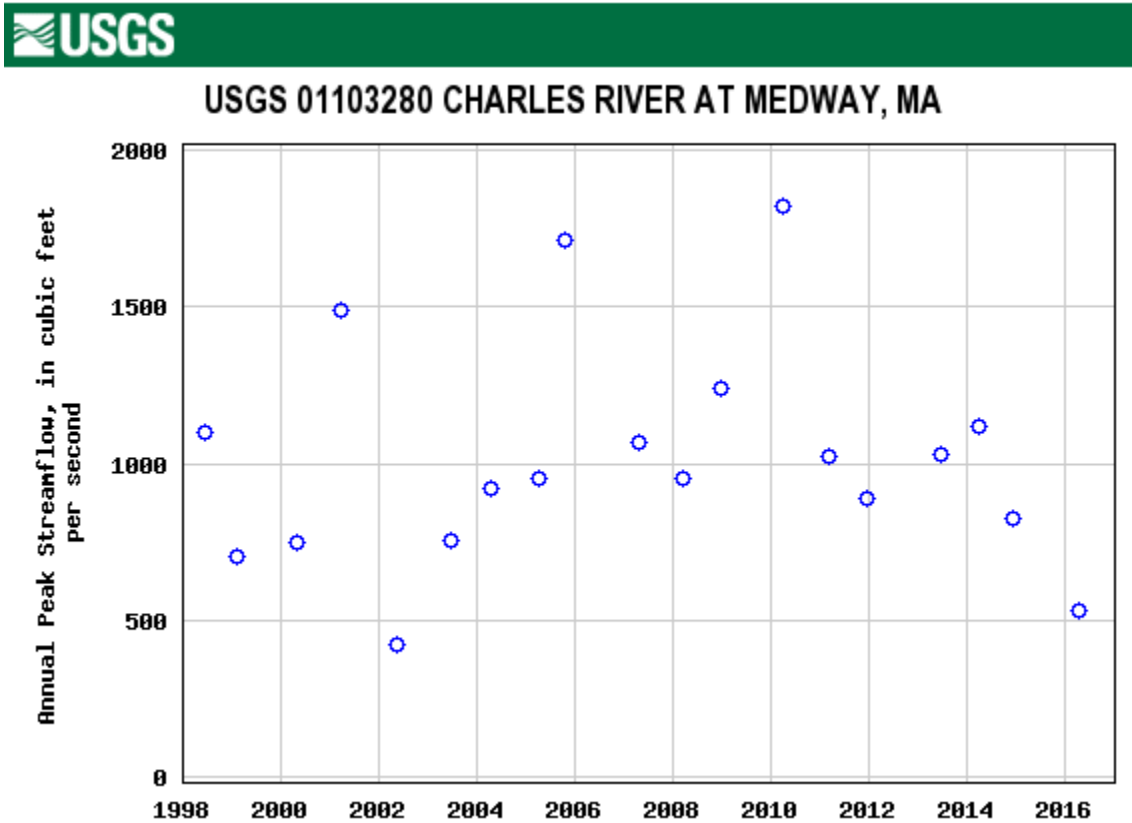 USGS
USGS 01103280 CHARLES RIVER AT MEDWAY, MA
Annual Peak Streamflow, in cubic feet
per second
2000
1500
1000
500
0
1998 2000 2002 2004 2006 2008 2010 2012 2014 2016